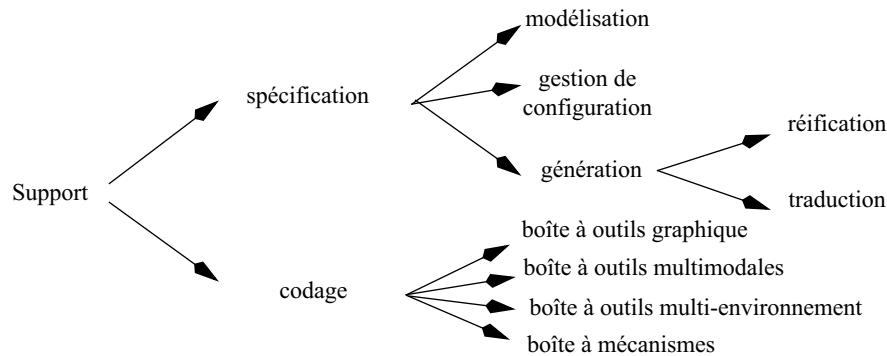 modélisation
spécification
gestion de
configuration
réification
génération
Support
traduction
boîte à outils graphique
boîte à outils multimodales
codage
boîte à outils multi-environnement
boîte à mécanismes